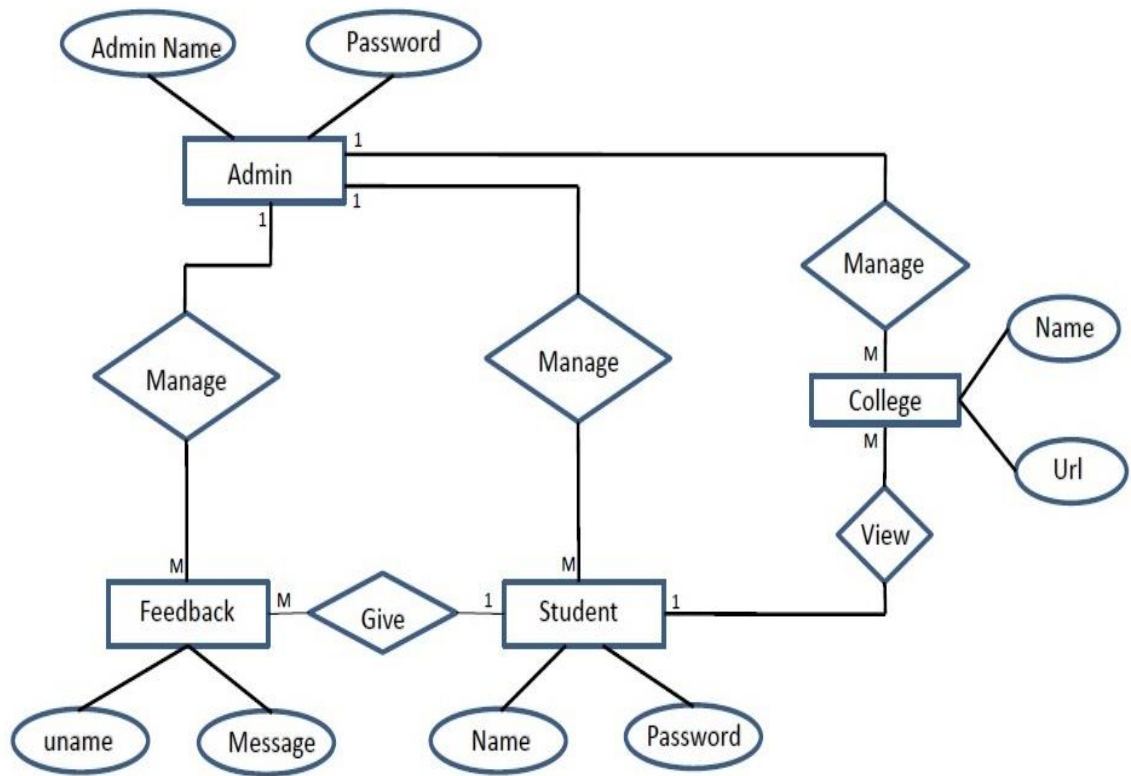 Admin Name
Password
1
Admin
1
1
Manage
Name
Manage
Manage
M
College
M
Url
View
M
M
Feedback
M
Give
1
Student
1
uname
Message
Name
Password